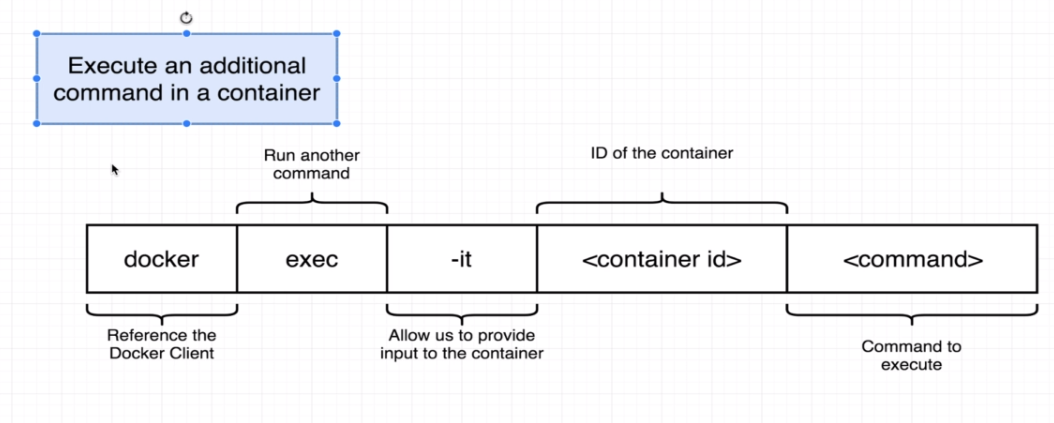 Execute an additional
command in a container
Run another
command
ID of the container
docker
exec
-it
<container id>
<command>
Reference the
Docker Client
Allow us to provide
input to the container
Command to
execute